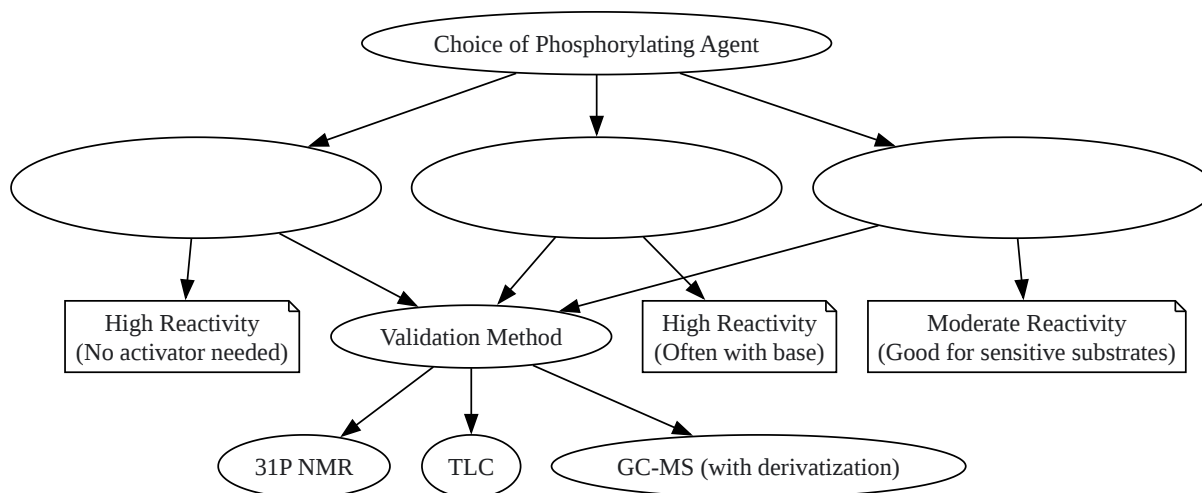 Choice of Phosphorylating Agent
High Reactivity
(No activator needed)
Validation Method
High Reactivity
(Often with base)
Moderate Reactivity
(Good for sensitive substrates)
31P NMR
TLC
GC-MS (with derivatization)